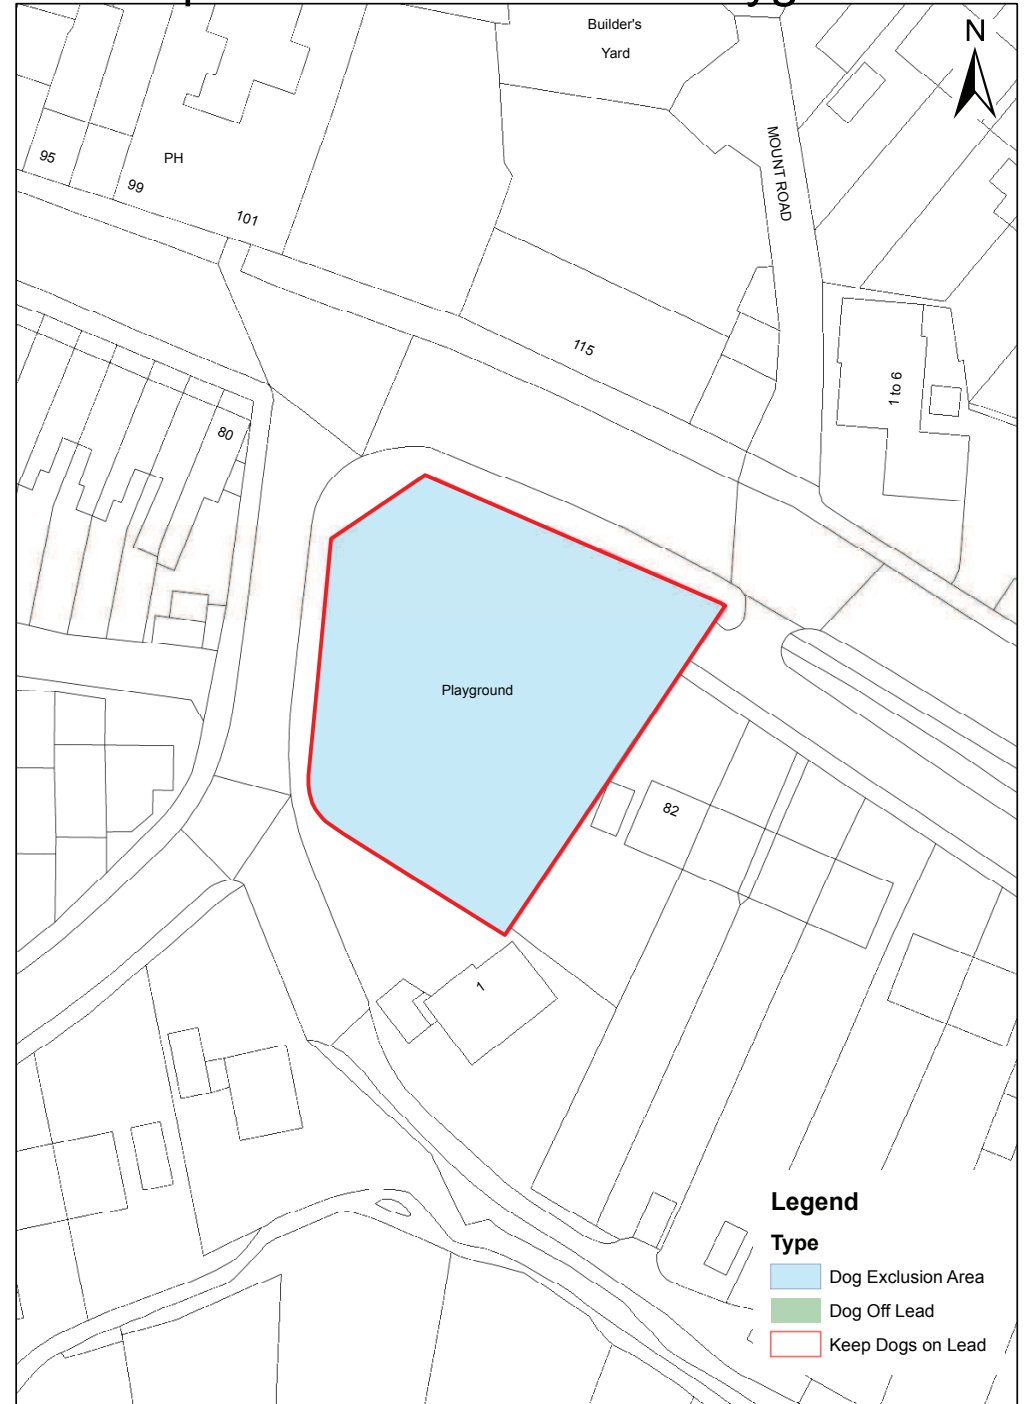 Builder's
Yard
N
MOUNT ROAD
95
PH
99
101
115
1 to 6
80
Playground
82
1
Legend
Type
Dog Exclusion Area
Dog Off Lead
Keep Dogs on Lead